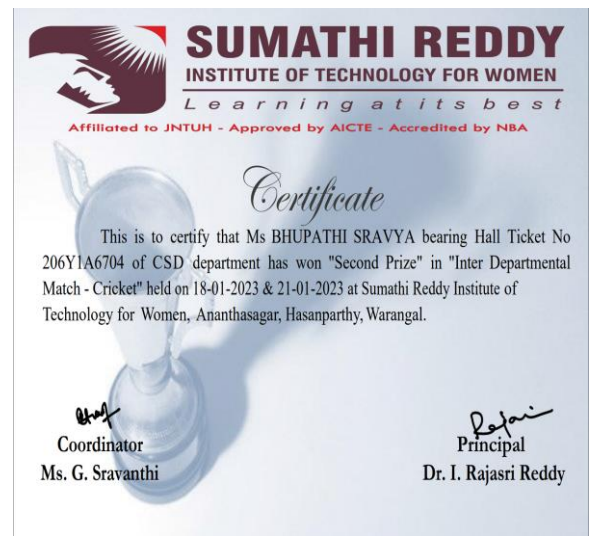 SUMATHI REDDY
INSTITUTE OF TECHNOLOGY FOR WOMEN
Learning at its best
Affiliated to JNTUH - Approved by AICTE - Accredited by NBA
Certificate
This is to certify that Ms BHUPATHI SRAVYA bearing Hall Ticket No
206Y1A6704 of CSD department has won "Second Prize" in "Inter Departmental
Match - Cricket" held on 18-01-2023 & 21-01-2023 at Sumathi Reddy Institute of
Technology for Women, Ananthasagar, Hasanparthy, Warangal.
Coordinator
Ms. G. Sravanthi
Principal
Dr. I. Rajasri Reddy